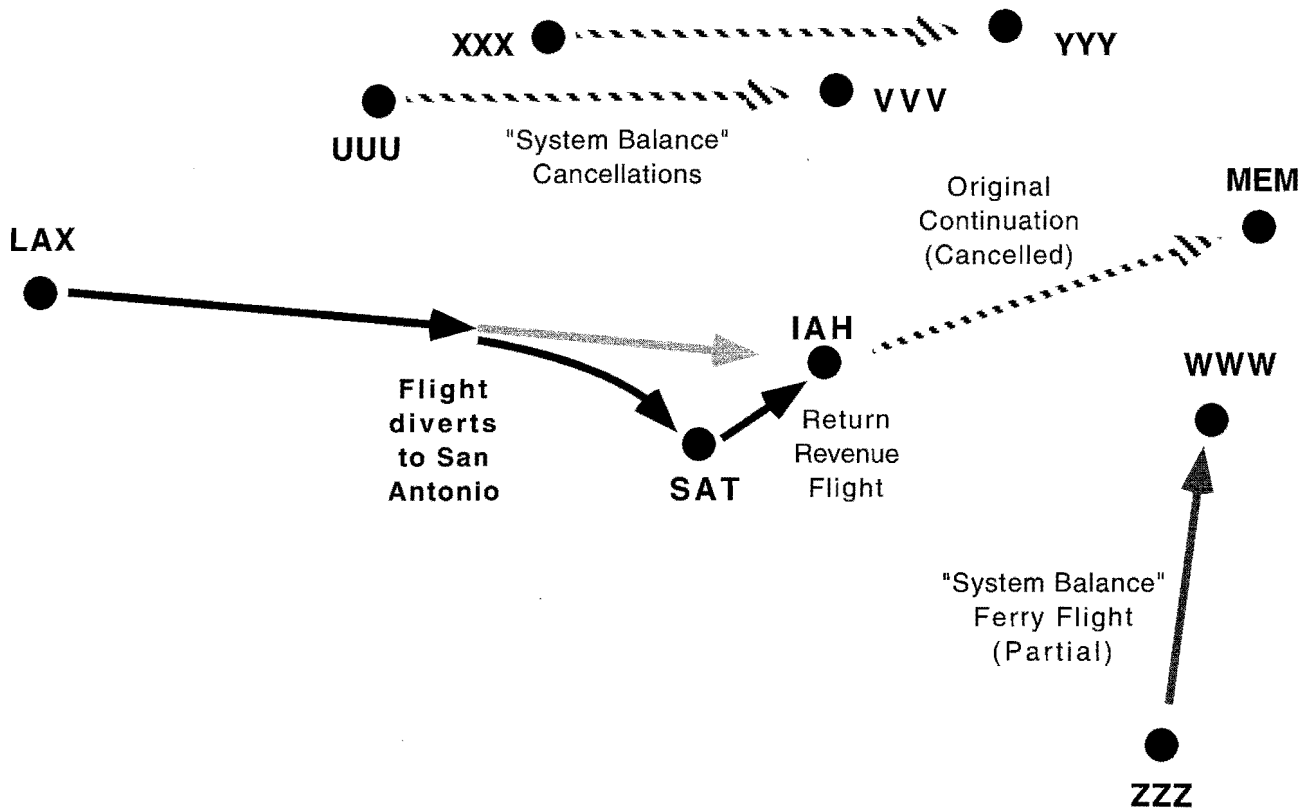 XXX
YYY
UUU
VVV
"System Balance"
Cancellations
Original
Continuation
(Cancelled)
MEM
LAX
IAH
WWW
Flight
diverts
to San
Antonio
Return
Revenue
Flight
SAT
"System Balance"
Ferry Flight
(Partial)
ZZZ